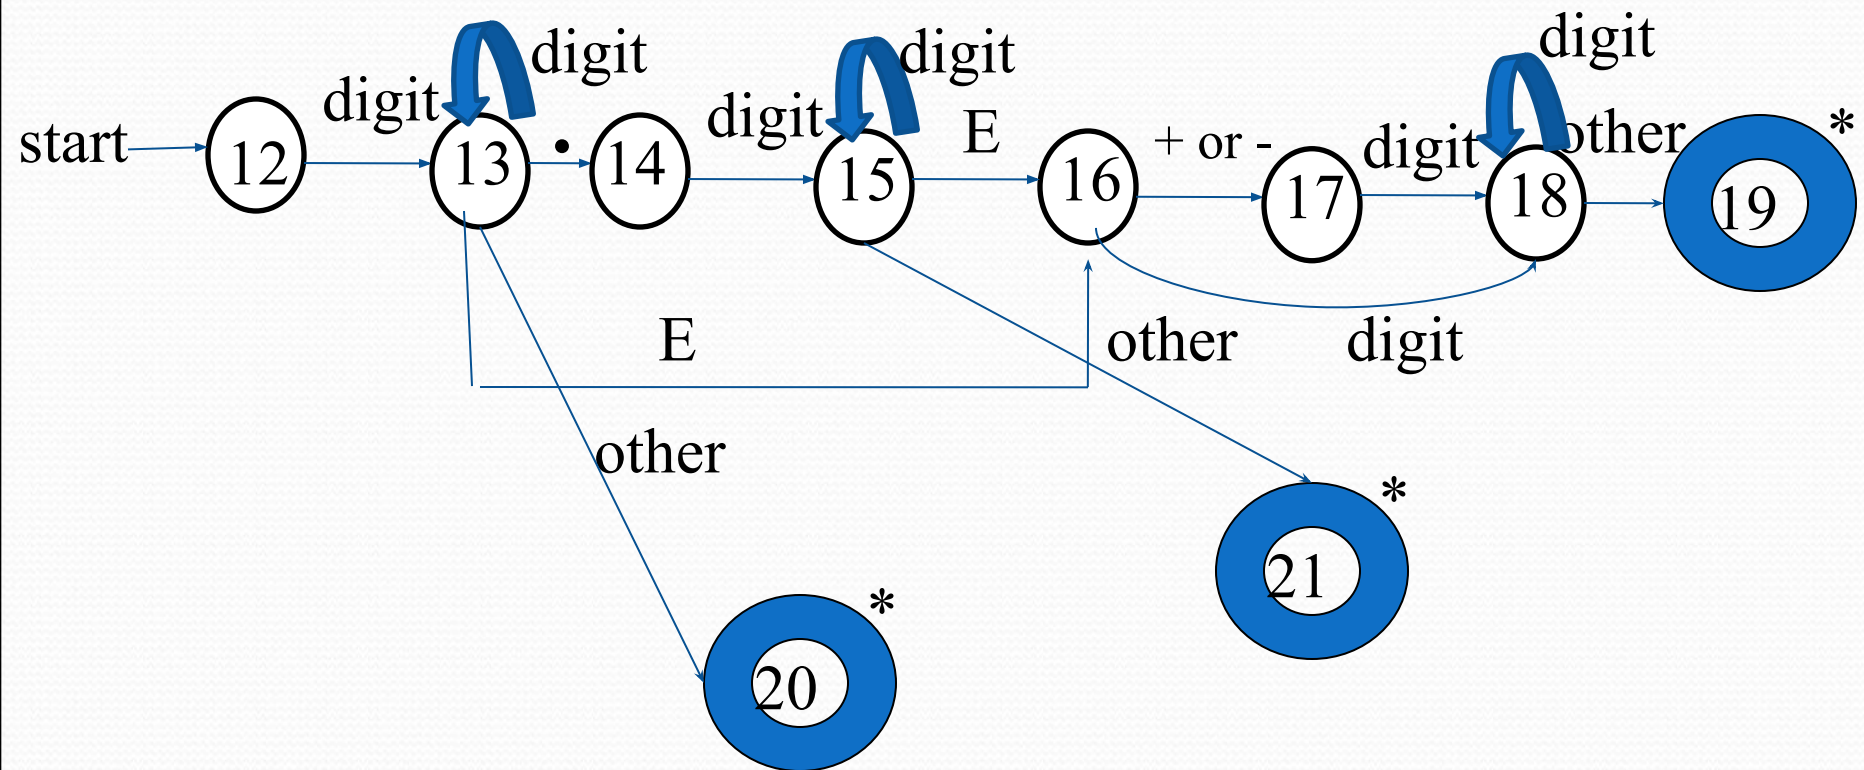 digit
digit
digit
digit
digit
digit
E
+ or -
digit
other
*
start
12
13
•
14
15
16
17
18
19
E
other
digit
other
*
21
*
20